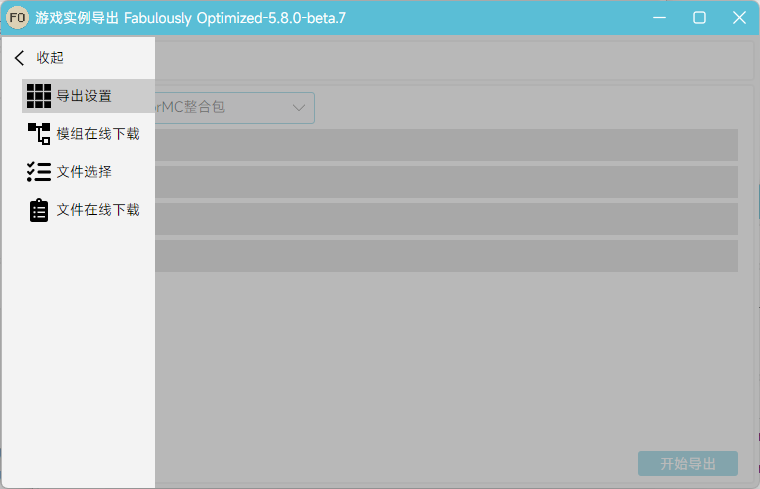 FO 游戏实例导出 Fabulously Optimized-5.8.0-beta.7
收起
导出设置
orMC整合包
模组在线下载
文件选择
文件在线下载
开始导出